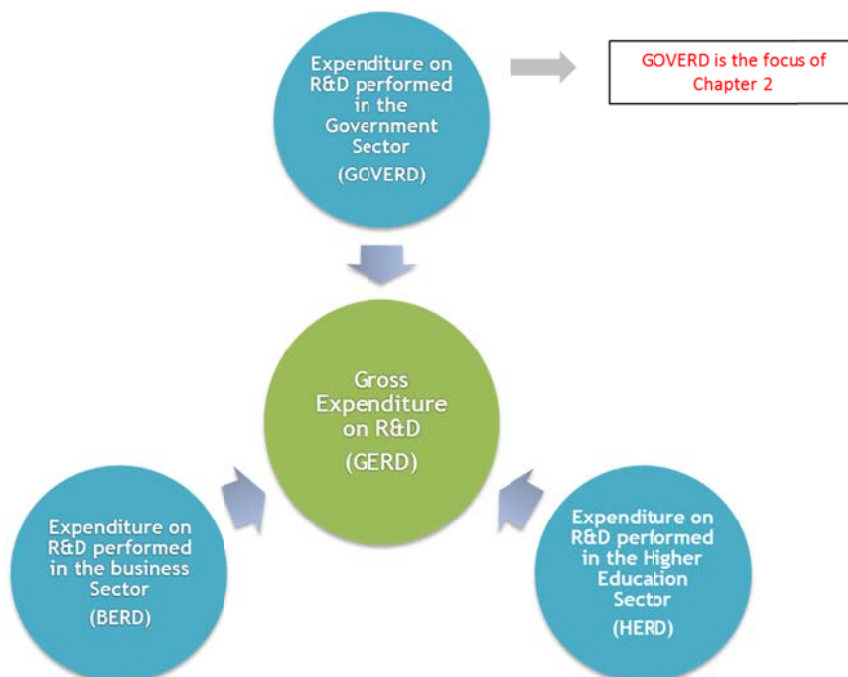 Expenditure on
R&D performed
in the
Government
Sector
(GOVERD)
GOVERD is the focus of
Chapter 2
Gross
Expenditure
on R&D
(GERD)
Expenditure on
R&D performed
in the business
Sector
(BERD)
Expenditure on
R&D performed
in the Higher
Education
Sector
(HERD)